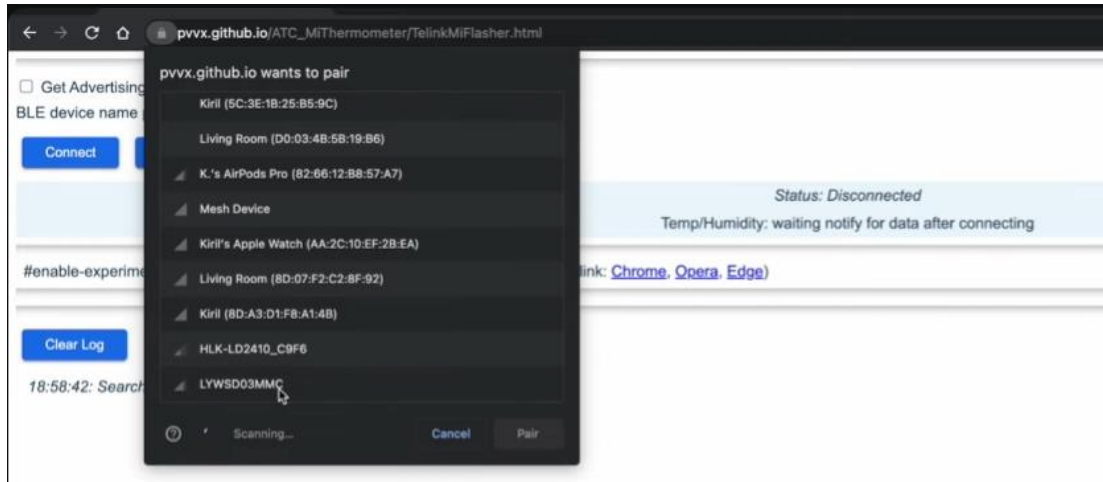 pvvx.github.io/ATC_MiThermometer/TelinkMiFlasher.html
pvvx.github.io wants to pair
Get Advertising
BLE device name
Connect
Kiril (5C:3E:1B:25:B5:9C)
Living Room (D0:03:4B:5B:19:B6)
K.'s AirPods Pro (82:66:12:B8:57:A7)
Mesh Device
Kiril's Apple Watch (AA:2C:10:EF:2B:EA)
Living Room (8D:07:F2:C2:8F:92)
Kiril (8D:A3:D1:F8:A1:4B)
HLK-LD2410_C9F6
LYWSD03MMC
Scanning...
Cancel
Pair
Status: Disconnected
Temp/Humidity: waiting notify for data after connecting
#enable-experime
link: Chrome, Opera, Edge)
Clear Log
18:58:42: Search